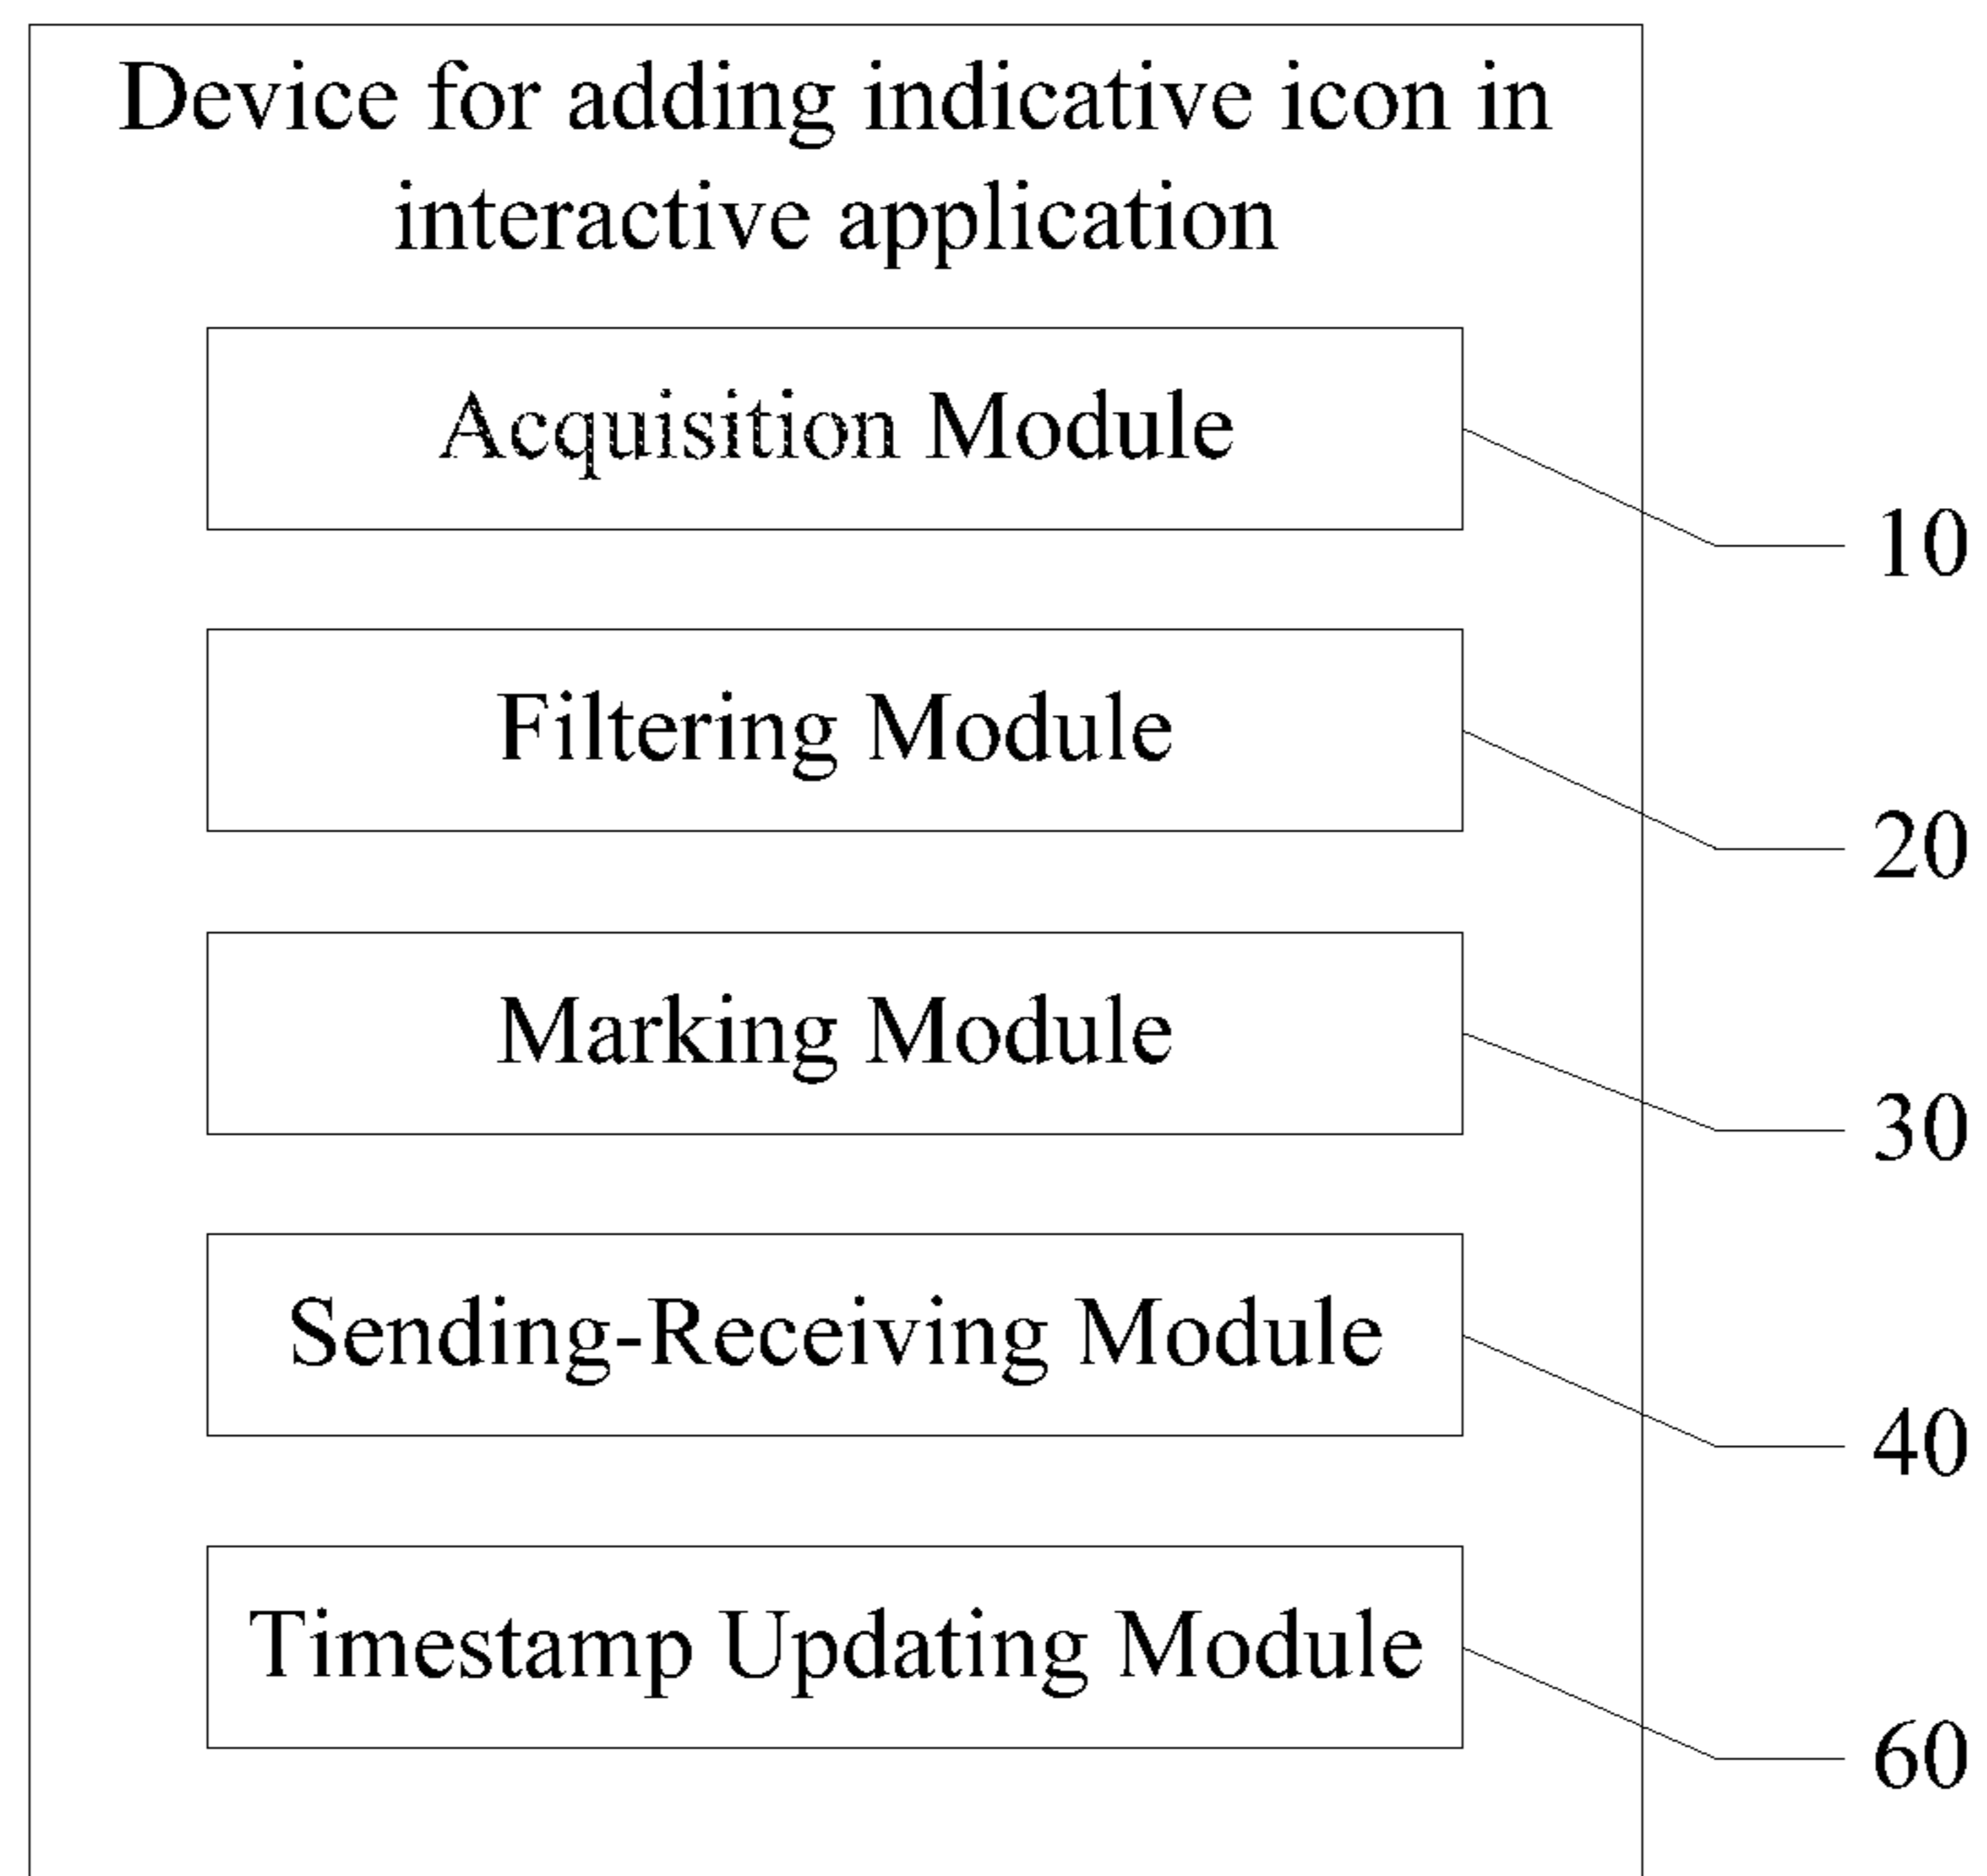 Device for adding indicative icon in
interactive application
Acquisition Module
10
Filtering Module
20
Marking Module
30
Sending-Receiving Module
40
Timestamp Updating Module
60